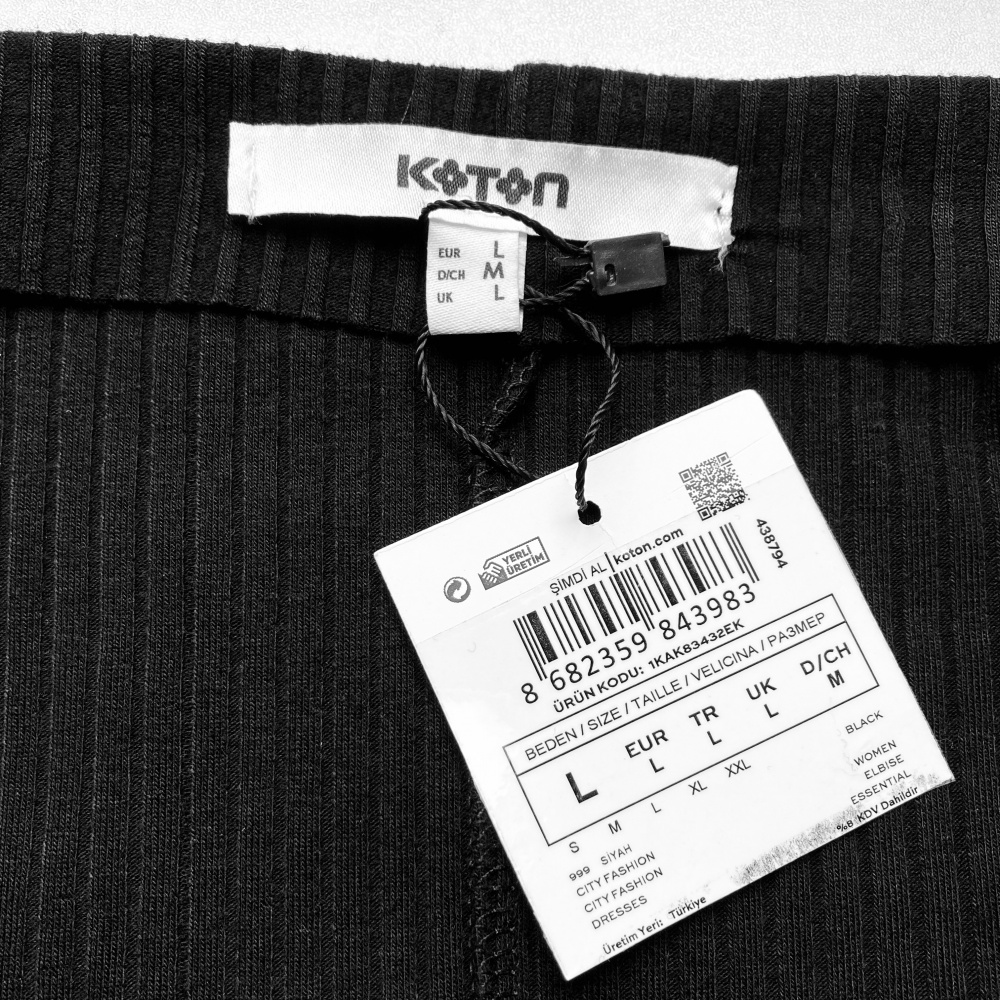 KOTON
EUR L
D/CH M
UK L
YERLİ
ÜRETİM
ŞİMDİ AL | koton.com
438794
8 682359 843983
ÜRÜN KODU: 1KAK83432EK
BEDEN / SIZE / TAILLE / VELICINA / РАЗМЕР
L
EUR TR UK D/CH
L L L M
S M L XL XXL
BLACK
999 SİYAH
CITY FASHION
CITY FASHION
DRESSES
WOMEN
ELBISE
ESSENTIAL
Üretim Yeri: Türkiye
%8 KDV Dahildir